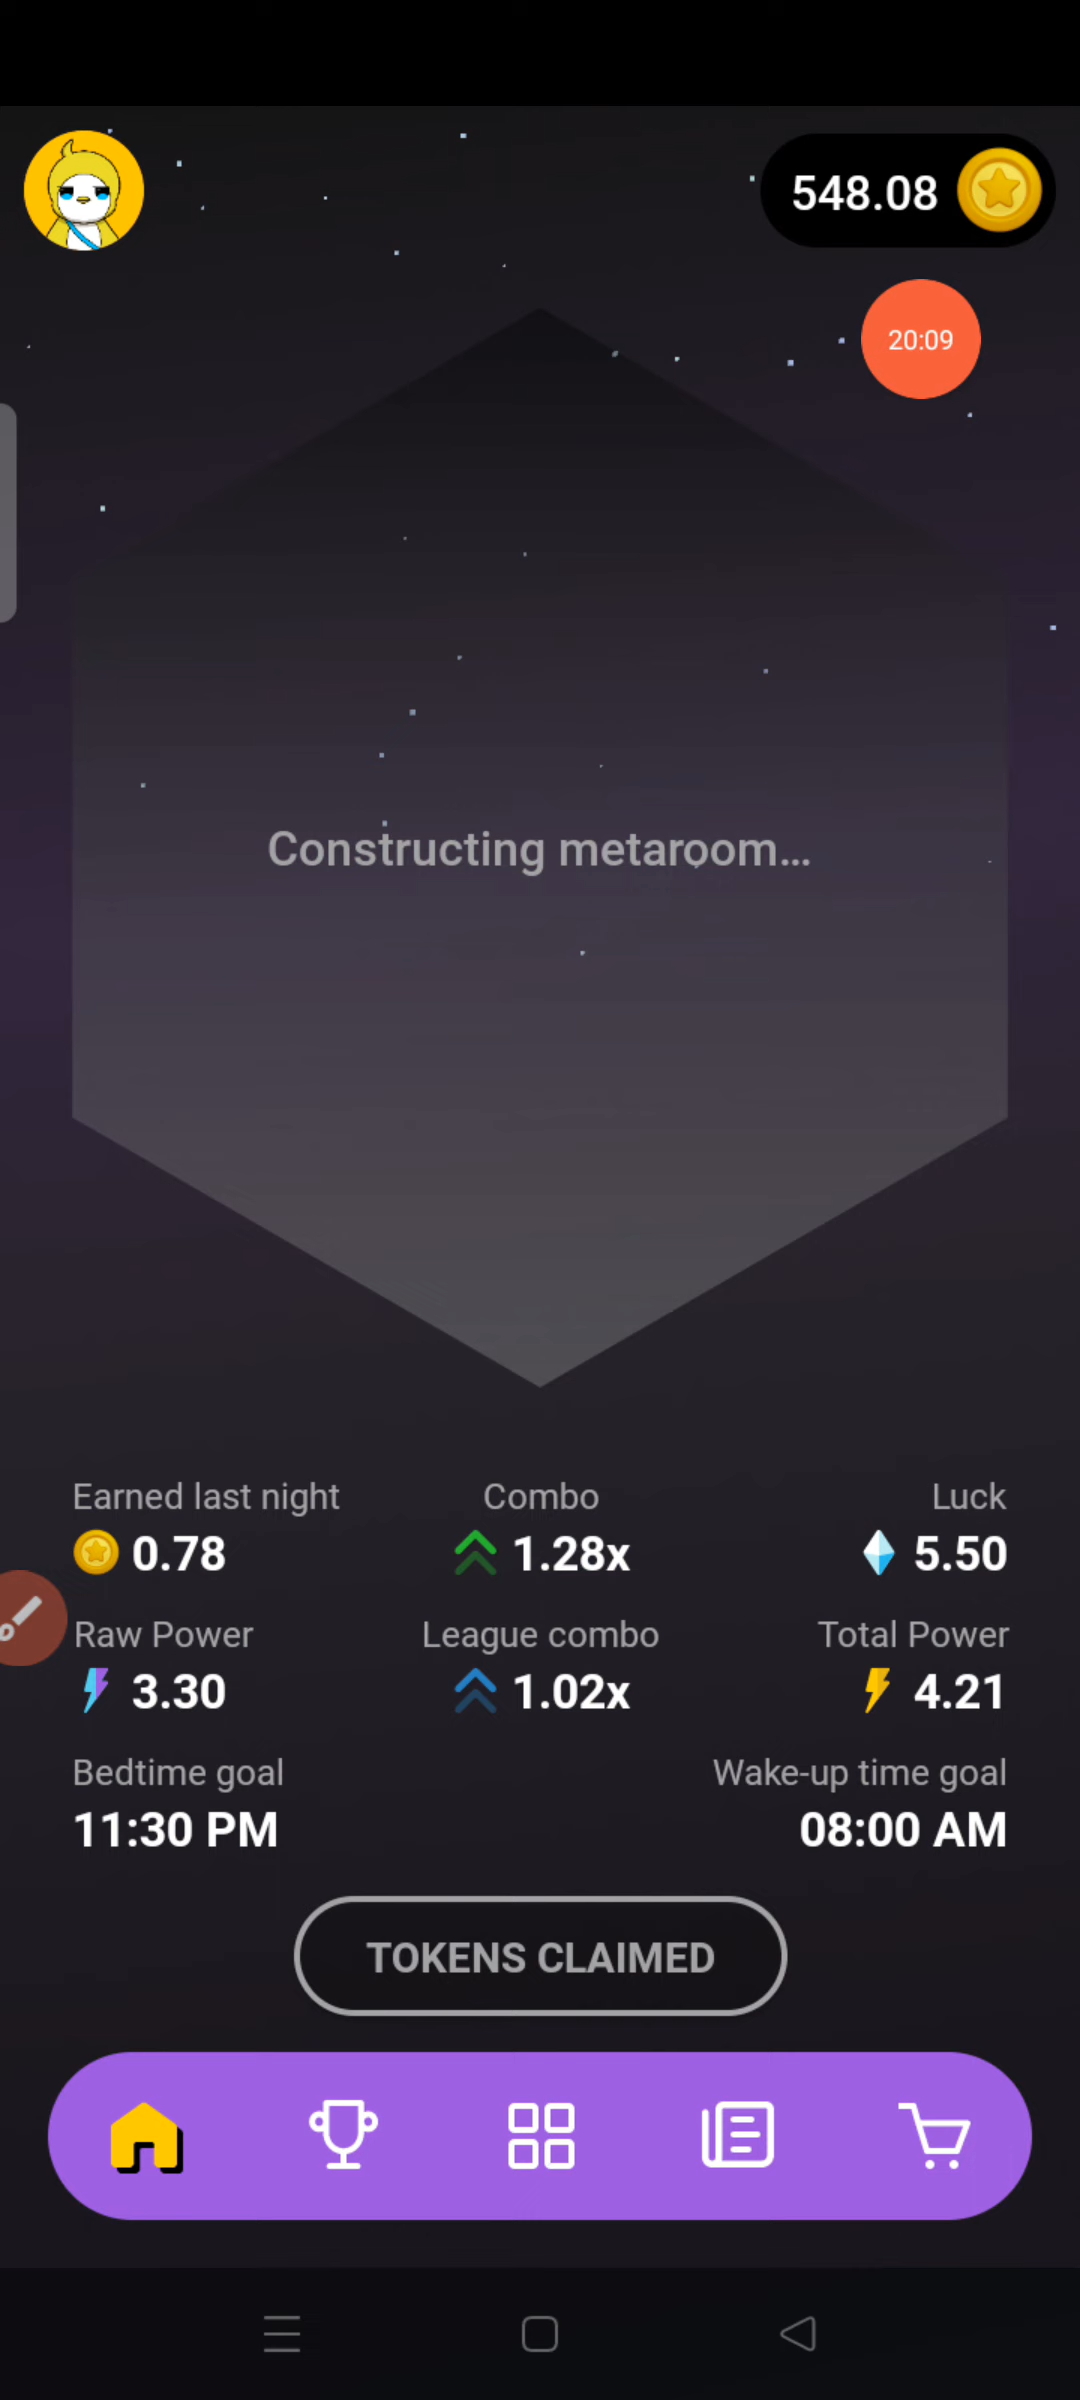 548.08
20:09
Constructing metaroom...
Earned last night Combo Luck
0.78 1.28x 5.50
Raw Power League combo Total Power
3.30 1.02x 4.21
Bedtime goal Wake-up time goal
11:30 PM 08:00 AM
TOKENS CLAIMED